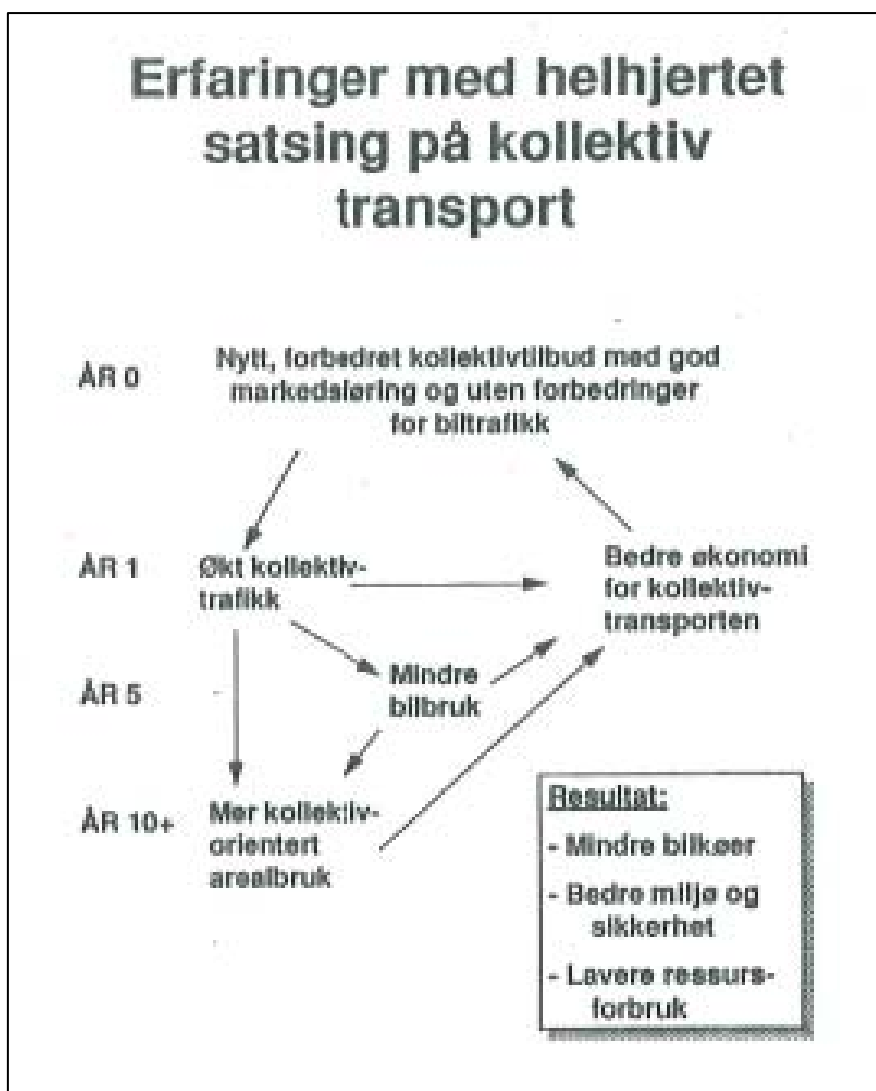 Erfaringer med helhjertet
satsing på kollektiv
transport
ÅR 0
Nytt, forbedret kollektivtilbud med god
markedsføring og uten forbedringer
for biltrafikk
ÅR 1
Økt kollektiv-
trafikk
Bedre økonomi
for kollektiv-
transporten
ÅR 5
Mindre
bilbruk
ÅR 10+
Mer kollektiv-
orientert
arealbruk
Resultat:
- Mindre bilkøer
- Bedre miljø og
sikkerhet
- Lavere ressurs-
forbruk